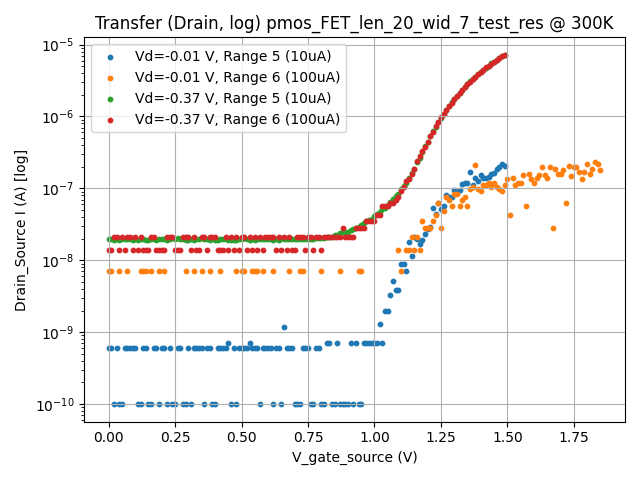 Transfer (Drain, log) pmos_FET_len_20_wid_7_test_res @ 300K
Vd=-0.01 V, Range 5 (10uA)
Vd=-0.01 V, Range 6 (100uA)
Vd=-0.37 V, Range 5 (10uA)
Vd=-0.37 V, Range 6 (100uA)
Drain_Source I (A) [log]
10⁻⁵
10⁻⁶
10⁻⁷
10⁻⁸
10⁻⁹
10⁻¹⁰
0.00 0.25 0.50 0.75 1.00 1.25 1.50 1.75
V_gate_source (V)